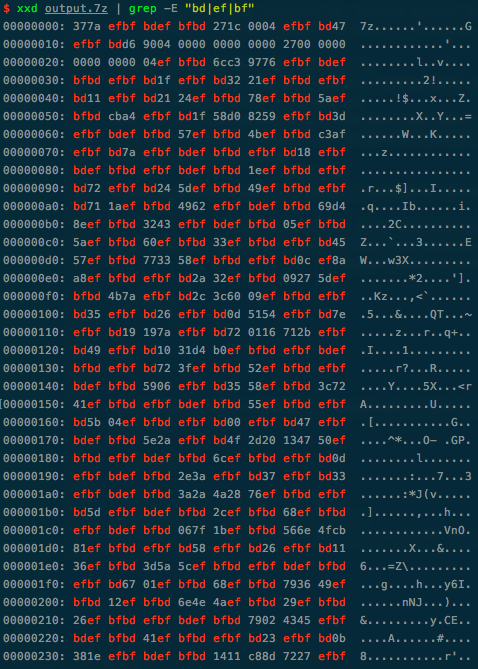 $ xxd output.7z | grep -E "bd|ef|bf"
00000000: 377a efbf bdef bfbd 271c 0004 efbf bd47  7z......'......G
00000010: efbf bdd6 9004 0000 0000 0000 2700 0000  ............'...
00000020: 0000 0000 04ef bfbd 6cc3 9776 efbf bdef  ........l..v....
00000030: bfbd efbf bd1f efbf bd32 21ef bfbd efbf  .........2!.....
00000040: bd11 efbf bd21 24ef bfbd 78ef bfbd 5aef  .....!$...x...Z.
00000050: bfbd cba4 efbf bd1f 58d0 8259 efbf bd3d  ........X..Y...=
00000060: efbf bdef bfbd 57ef bfbd 4bef bfbd c3af  ......W...K.....
00000070: efbf bd7a efbf bdef bfbd efbf bd18 efbf  ...z............
00000080: bdef bfbd efbf bdef bfbd 1eef bfbd efbf  ................
00000090: bd72 efbf bd24 5def bfbd 49ef bfbd efbf  .r...$]...I.....
000000a0: bd71 1aef bfbd 4962 efbf bdef bfbd 69d4  .q....Ib......i.
000000b0: 8eef bfbd 3243 efbf bdef bfbd 05ef bfbd  ....2C..........
000000c0: 5aef bfbd 60ef bfbd 33ef bfbd efbf bd45  Z...`...3......E
000000d0: 57ef bfbd 7733 58ef bfbd efbf bd0c ef8a  W...w3X.........
000000e0: a8ef bfbd efbf bd2a 32ef bfbd 0927 5def  .......*2....'].
000000f0: bfbd 4b7a efbf bd2c 3c60 09ef bfbd efbf  ..Kz...,<`......
00000100: bd35 efbf bd26 efbf bd0d 5154 efbf bd7e  .5...&....QT...~
00000110: efbf bd19 197a efbf bd72 0116 712b efbf  .....z...r..q+..
00000120: bd49 efbf bd10 31d4 b0ef bfbf efbf bdef  .I....1.........
00000130: bfbd efbf bd72 3fef bfbd 52ef bfbd efbf  .....r?...R.....
00000140: bdef bfbd 5906 efbf bd35 58ef bfbd 3c72  ....Y....5X...<r
00000150: 41ef bfbd efbf bdef bfbd 55ef bfbd efbf  A.........U.....
00000160: bd5b 04ef bfbd efbf bd00 efbf bd47 efbf  .[...........G..
00000170: bdef bfbd 5e2a efbf bd4f 2d20 1347 50ef  ....^*...O- .GP.
00000180: bfbd efbf bdef bfbd 6cef bfbd efbf bd0d  ........l.......
00000190: efbf bdef bfbd 2e3a efbf bd37 efbf bd33  .......:...7...3
000001a0: efbf bdef bfbd 3a2a 4a28 76ef bfbd efbf  ......:*J(v.....
000001b0: bd5d efbf bdef bfbd 2cef bfbf 68ef bfbd  .]......,...h...
000001c0: efbf bdef bfbd 067f 1bef bfbd 566e 4fcb  ............VnO.
000001d0: 81ef bfbd efbf bd58 efbf bd26 efbf bd11  .......X...&....
000001e0: 36ef bfbd 3d5a 5cef bfbd efbf bdef bfbd  6...=Z\.........
000001f0: efbf bd67 01ef bfbd 68ef bfbd 7936 49ef  ...g....h...y6I.
00000200: bfbd 12ef bfbd 6e4e 4aef bfbd 29ef bfbd  ......nNJ...)...
00000210: 26ef bfbd efbf bdef bfbd 7902 4345 efbf  &.........y.CE..
00000220: bdef bfbd 41ef bfbd efbf bd23 efbf bd0b  ....A......#....
00000230: 381e efbf bdef bfbd 1411 c88d 7227 efbf  8...........r'..